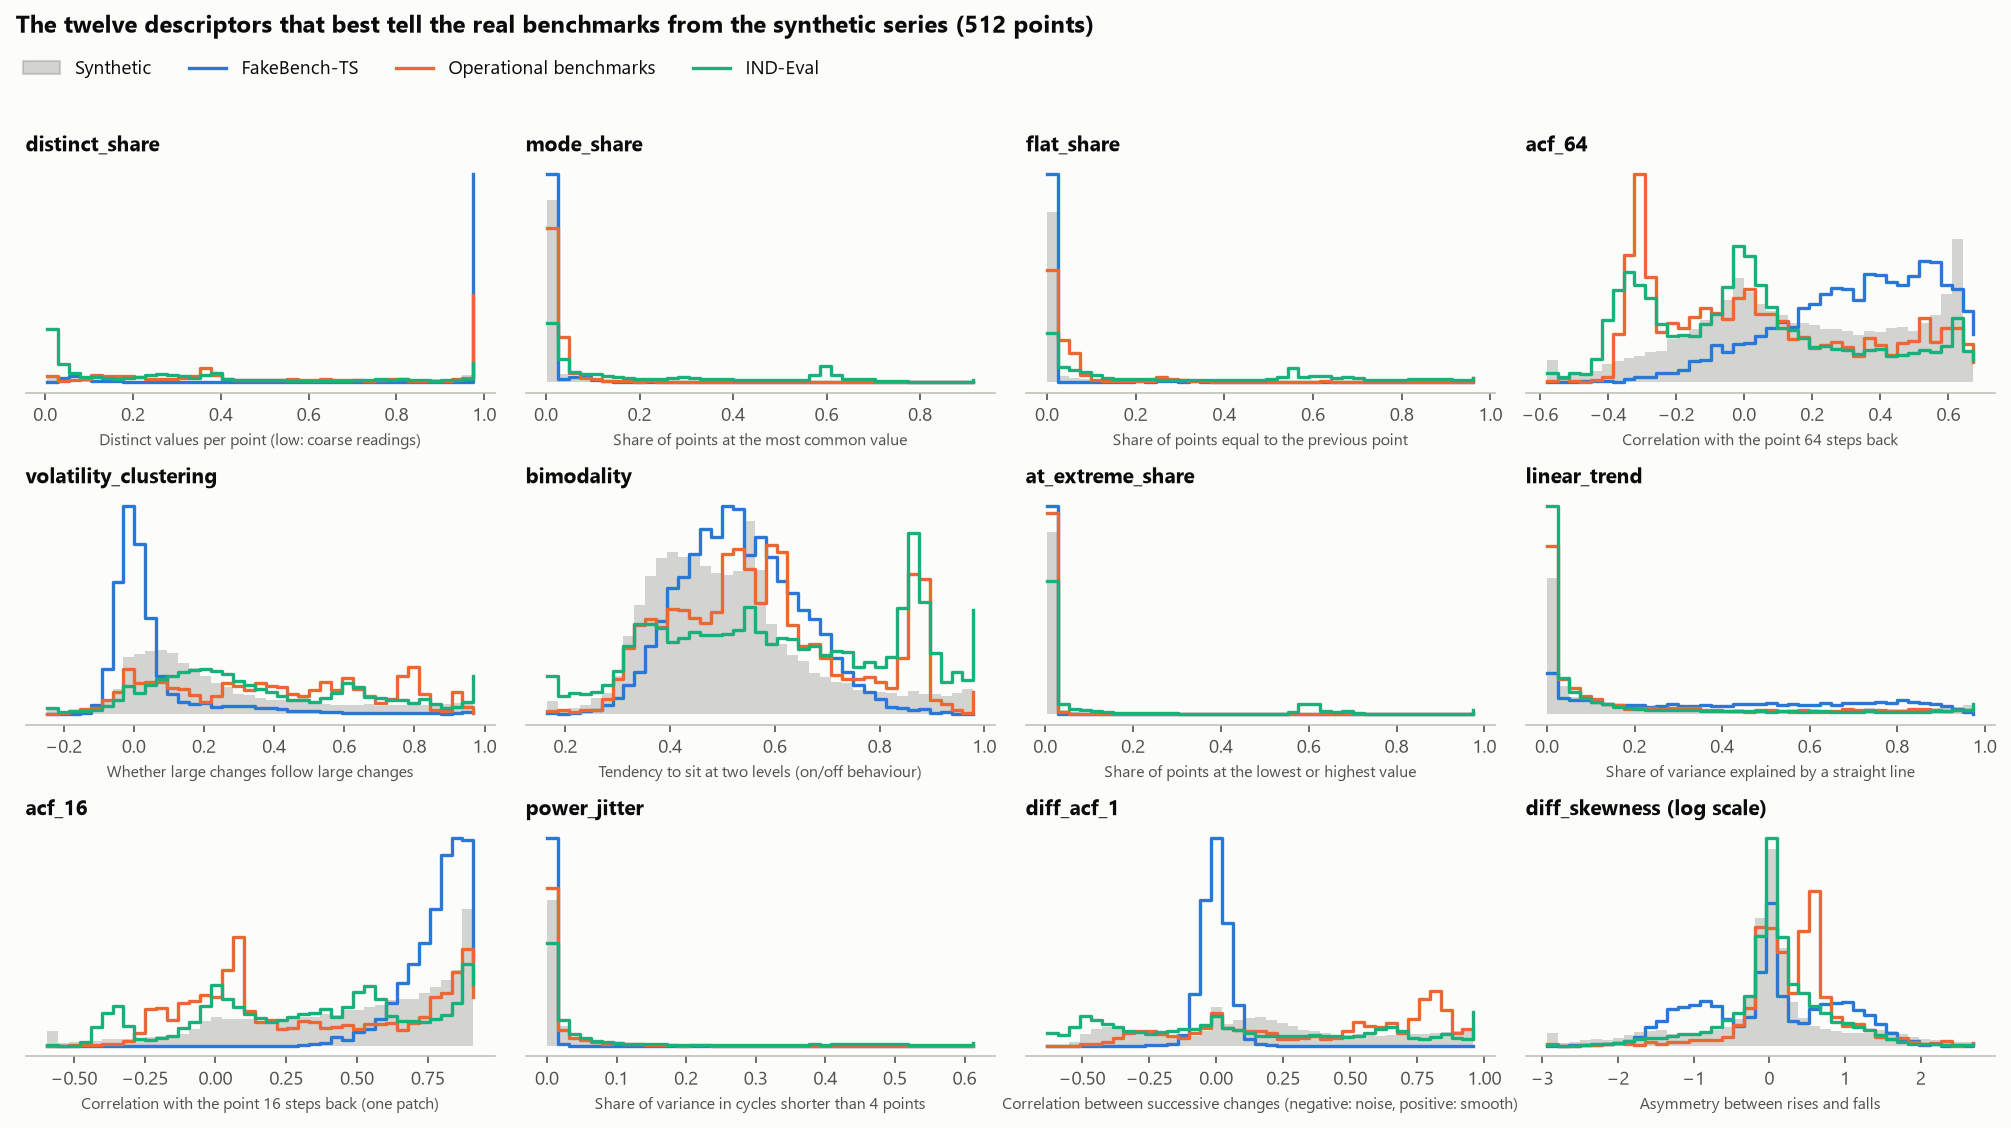 The twelve descriptors that best tell the real benchmarks from the synthetic series (512 points)
Synthetic FakeBench-TS Operational benchmarks IND-Eval
distinct_share mode_share flat_share acf_64
0.0 0.2 0.4 0.6 0.8 1.0 0.0 0.2 0.4 0.6 0.8 0.0 0.2 0.4 0.6 0.8 1.0 −0.6 −0.4 −0.2 0.0 0.2 0.4 0.6
Distinct values per point (low: coarse readings) Share of points at the most common value Share of points equal to the previous point Correlation with the point 64 steps back
volatility_clustering bimodality at_extreme_share linear_trend
−0.2 0.0 0.2 0.4 0.6 0.8 1.0 0.2 0.4 0.6 0.8 1.0 0.0 0.2 0.4 0.6 0.8 1.0 0.0 0.2 0.4 0.6 0.8 1.0
Whether large changes follow large changes Tendency to sit at two levels (on/off behaviour) Share of points at the lowest or highest value Share of variance explained by a straight line
acf_16 power_jitter diff_acf_1 diff_skewness (log scale)
−0.50 −0.25 0.00 0.25 0.50 0.75 0.0 0.1 0.2 0.3 0.4 0.5 0.6 −0.50 −0.25 0.00 0.25 0.50 0.75 1.00 −3 −2 −1 0 1 2
Correlation with the point 16 steps back (one patch) Share of variance in cycles shorter than 4 points Correlation between successive changes (negative: noise, positive: smooth) Asymmetry between rises and falls